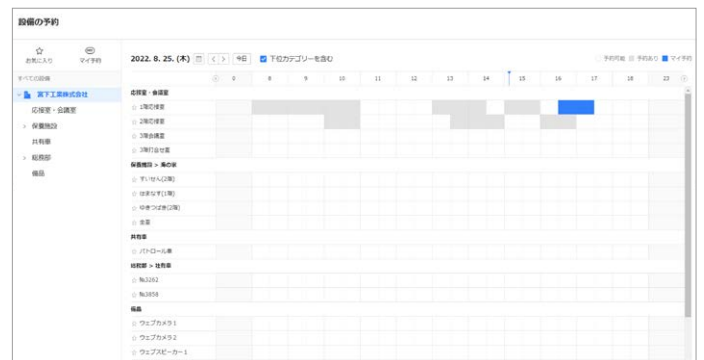 設備の予約
お気に入り
マイ予約
2022. 8. 25. (木)
今日
下位カテゴリーを含む
予約可能
予約あり
マイ予約
すべての設備
宮下工業株式会社
応接室・会議室
保養施設
共有車
総務部
備品
0 8 9 10 11 12 13 14 15 16 17 18 23
応接室・会議室
1階応接室
2階応接室
3階会議室
3階打合せ室
保養施設 > 海の家
すいせん(2階)
はまなす(1階)
ゆきつばき(2階)
共有車
パトロール車
総務部 > 社有車
№3262
№3858
備品
ウェブカメラ1
ウェブカメラ2
ウェブスピーカー1